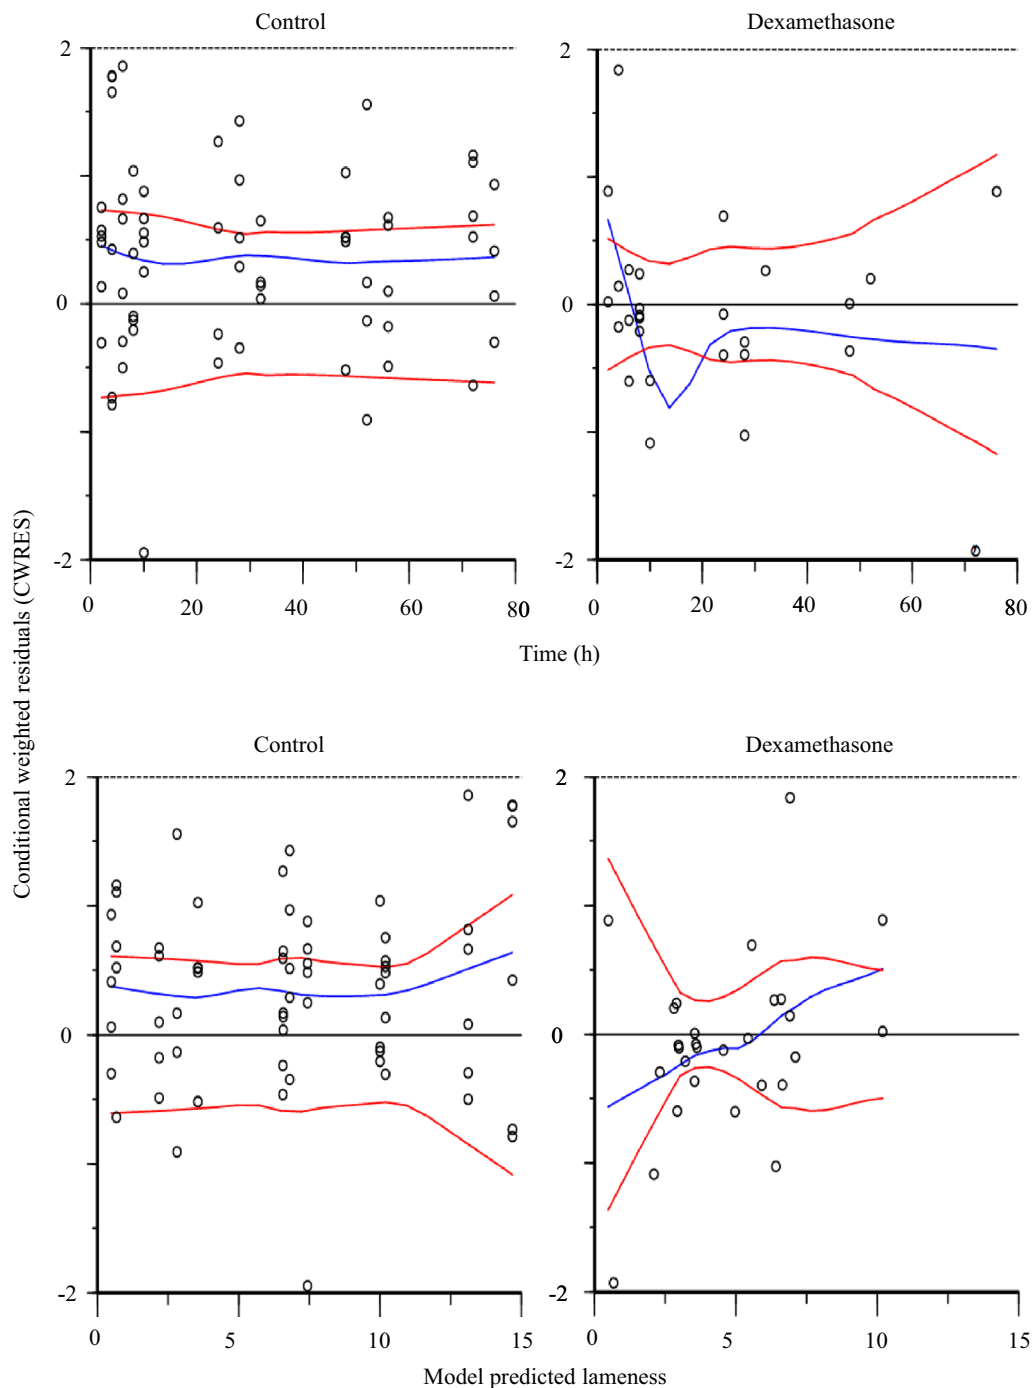 Control Dexamethasone
2 2
0 0
-2 -2
0 20 40 60 80 0 20 40 60 80
Time (h)
Conditional weighted residuals (CWRES)
Control Dexamethasone
2 2
0 0
-2 -2
0 5 10 15 0 5 10 15
Model predicted lameness